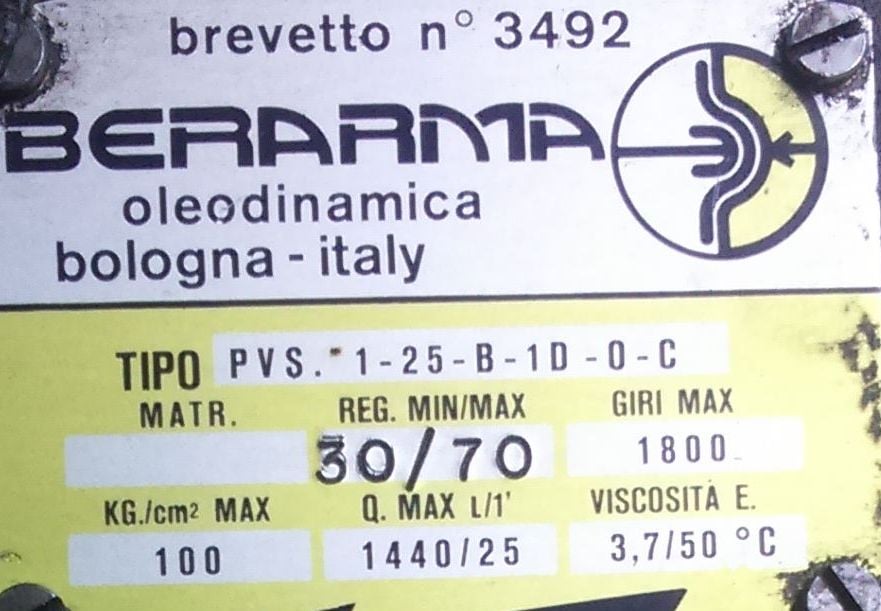 brevetto n° 3492
BERARMA
oleodinamica
bologna - italy
TIPO PVS. - 1-25-B-1D-0-C
MATR. REG. MIN/MAX GIRI MAX
30/70 1800
KG./cm2 MAX Q. MAX L/1' VISCOSITÀ E.
100 1440/25 3,7/50 °C